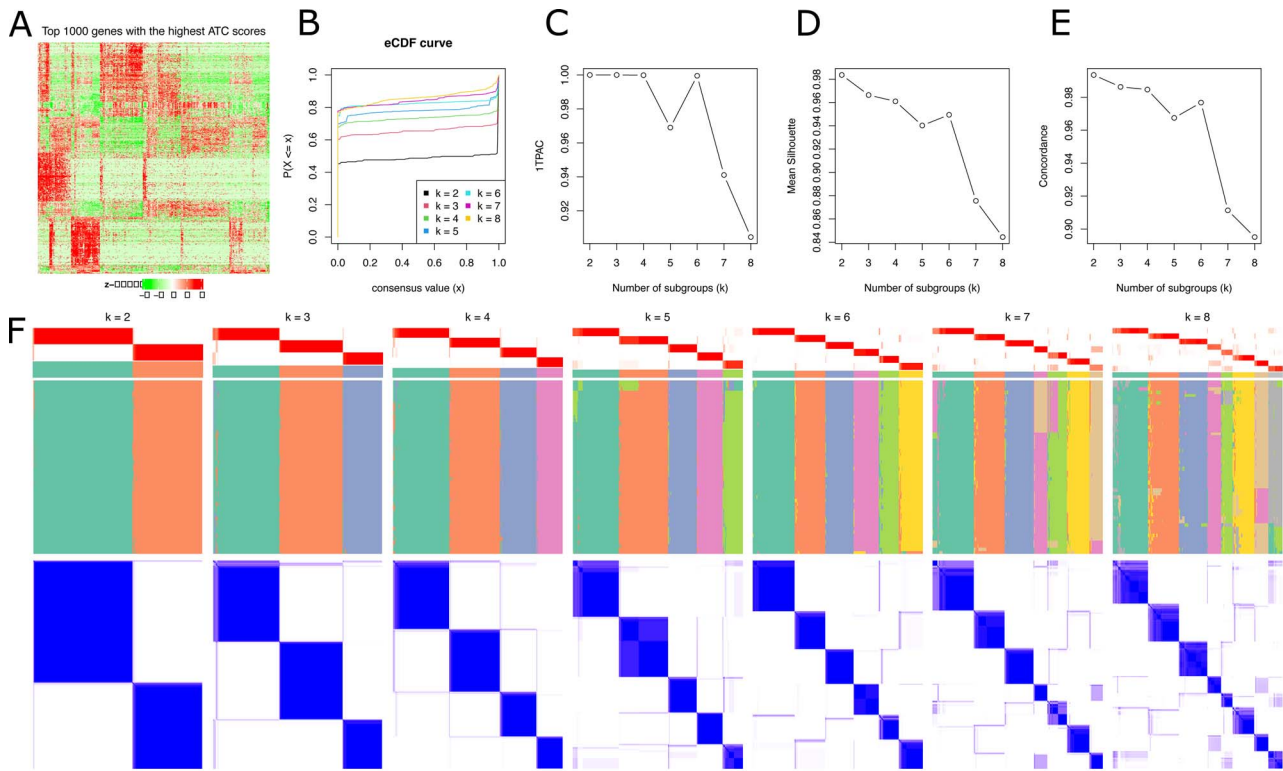 A
Top 1000 genes with the highest ATC scores
z-
B
eCDF curve
P(X <= x)
1.0
0.8
0.6
0.4
0.2
0.0
0.0 0.2 0.4 0.6 0.8 1.0
consensus value (x)
k = 2
k = 3
k = 4
k = 5
k = 6
k = 7
k = 8
C
1TPAC
1.00
0.98
0.96
0.94
0.92
2 3 4 5 6 7 8
Number of subgroups (k)
D
Mean Silhouette
0.98
0.96
0.94
0.92
0.90
0.88
0.86
0.84
2 3 4 5 6 7 8
Number of subgroups (k)
E
Concordance
0.98
0.96
0.94
0.92
0.90
2 3 4 5 6 7 8
Number of subgroups (k)
F
k = 2 k = 3 k = 4 k = 5 k = 6 k = 7 k = 8